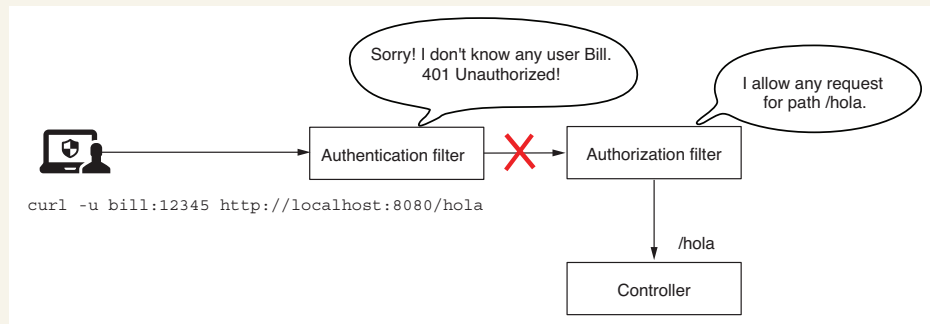 Sorry! I don't know any user Bill.
401 Unauthorized!
I allow any request
for path /hola.
Authentication filter
Authorization filter
curl -u bill:12345 http://localhost:8080/hola
/hola
Controller